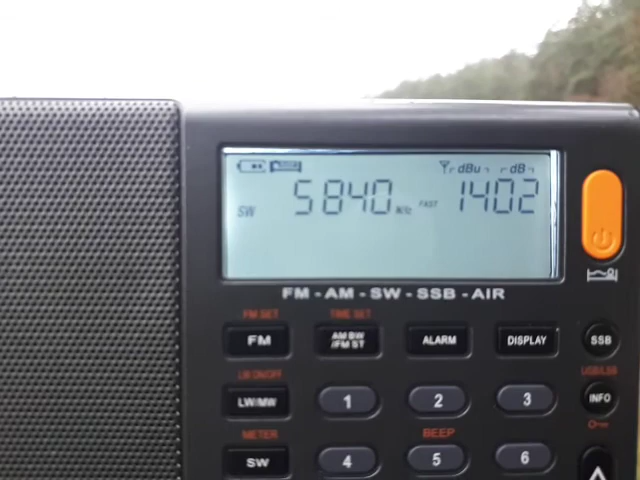 dBu dB
SW 5840 KHz FAST 1402
FM - AM - SW - SSB - AIR
FM SET TIME SET
FM AM BW /FM ST ALARM DISPLAY SSB
LW ON/OFF USB/LSB
LW/MW 1 2 3 INFO
METER BEEP
SW 4 5 6